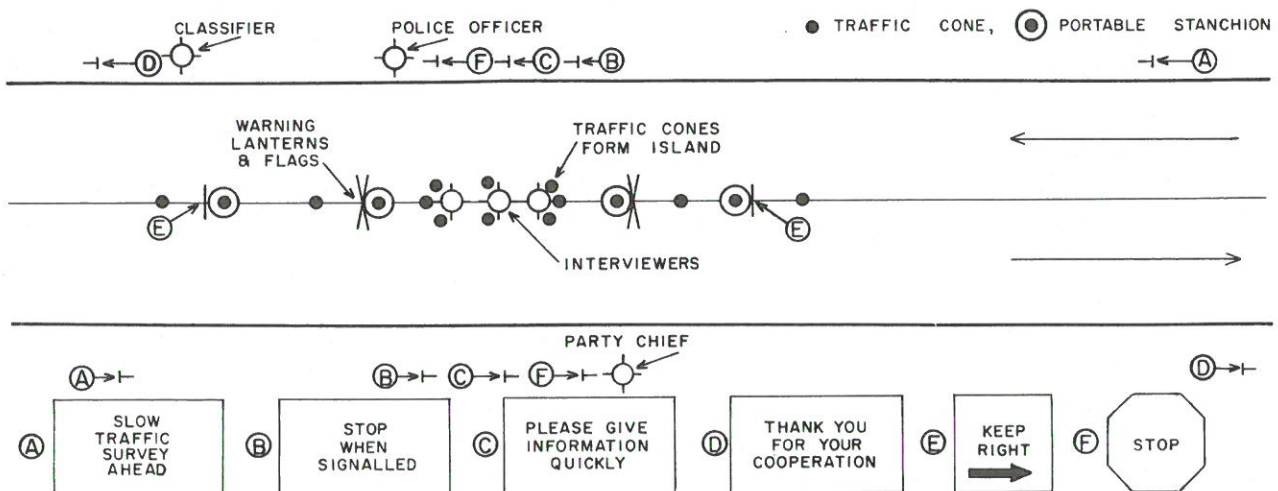 CLASSIFIER
POLICE OFFICER
TRAFFIC CONE, PORTABLE STANCHION
D
F
C
B
A
WARNING
LANTERNS
& FLAGS
TRAFFIC CONES
FORM ISLAND
E
E
INTERVIEWERS
PARTY CHIEF
A
B
C
F
D
A
SLOW
TRAFFIC
SURVEY
AHEAD
B
STOP
WHEN
SIGNALLED
C
PLEASE GIVE
INFORMATION
QUICKLY
D
THANK YOU
FOR YOUR
COOPERATION
E
KEEP
RIGHT
F
STOP